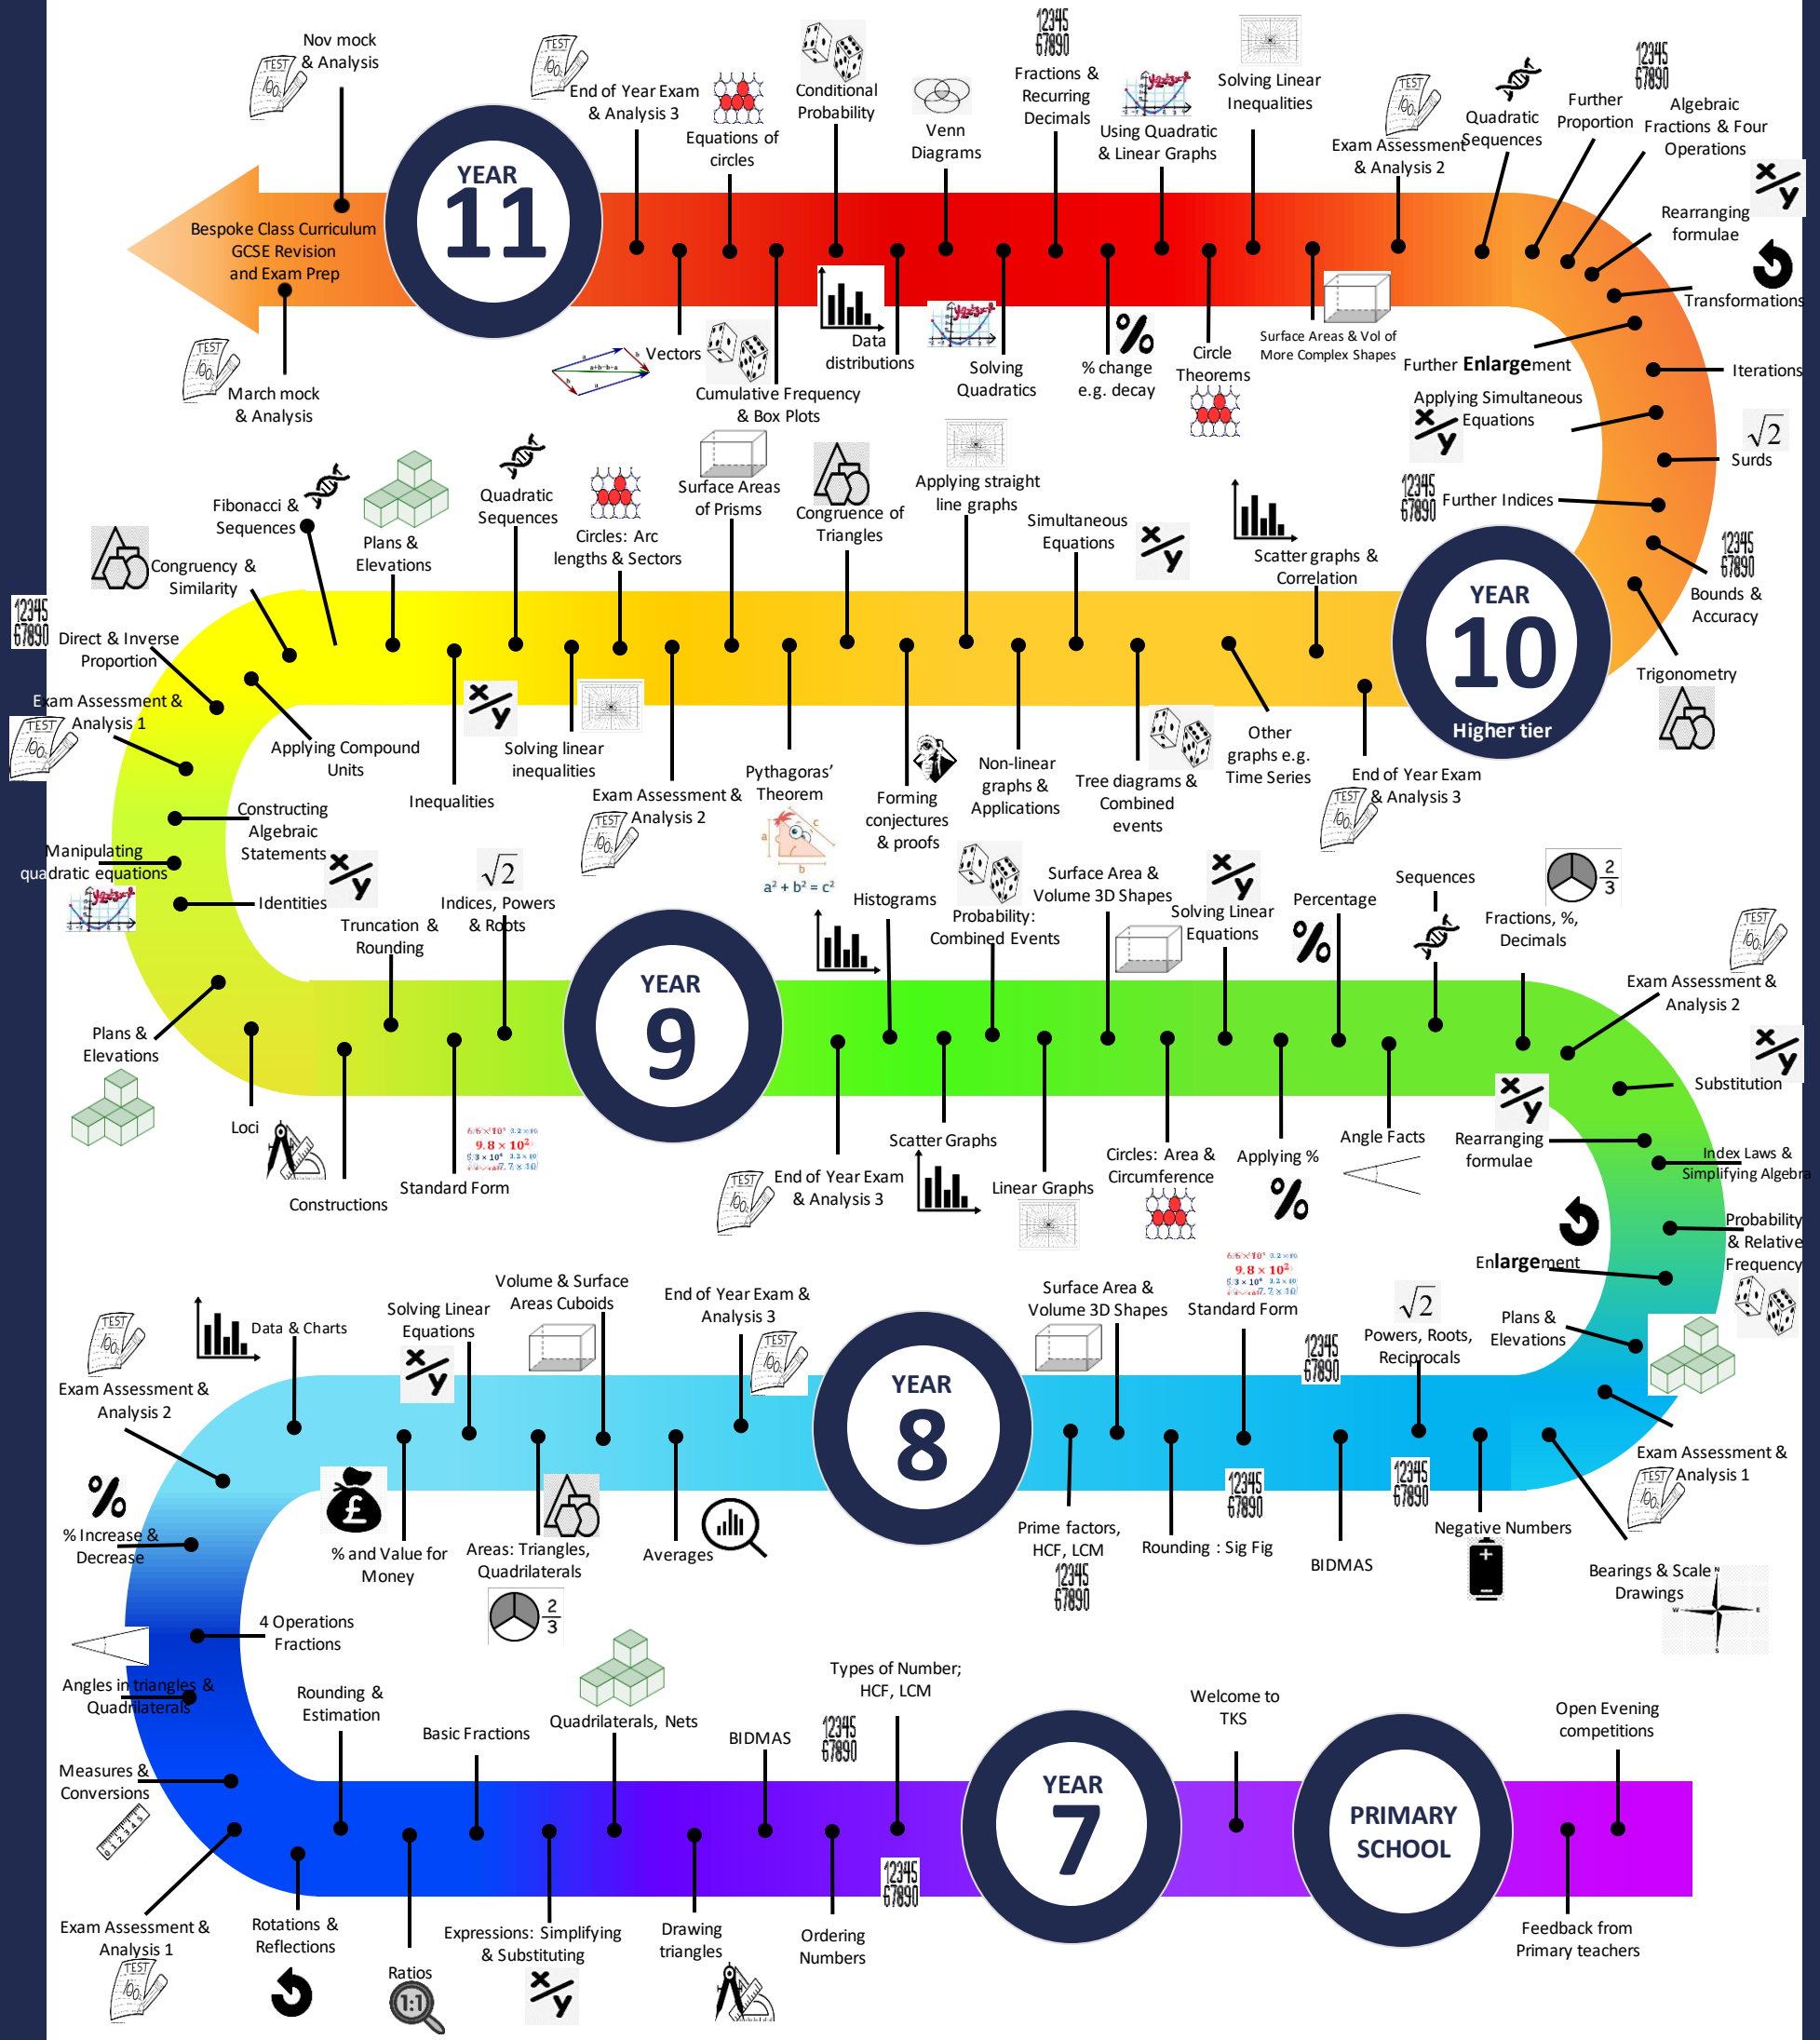 Nov mock
& Analysis
End of Year Exam
& Analysis 3
Equations of
circles
Conditional
Probability
Venn
Diagrams
Fractions &
Recurring
Decimals
Using Quadratic
& Linear Graphs
Solving Linear
Inequalities
Exam Assessment
& Analysis 2
Quadratic
Sequences
Further
Proportion
Algebraic
Fractions & Four
Operations
Rearranging
formulae
Transformations
YEAR
11
Bespoke Class Curriculum
GCSE Revision
and Exam Prep
March mock
& Analysis
Vectors
Cumulative Frequency
& Box Plots
Data
distributions
Solving
Quadratics
% change
e.g. decay
Circle
Theorems
Surface Areas & Vol of
More Complex Shapes
Further Enlargement
Iterations
Applying Simultaneous
Equations
Surds
Further Indices
Bounds &
Accuracy
Trigonometry
YEAR
10
Higher tier
Fibonacci &
Sequences
Plans &
Elevations
Quadratic
Sequences
Circles: Arc
lengths & Sectors
Surface Areas
of Prisms
Congruence of
Triangles
Applying straight
line graphs
Simultaneous
Equations
Scatter graphs &
Correlation
Congruency &
Similarity
Direct & Inverse
Proportion
Exam Assessment &
Analysis 1
Applying Compound
Units
Inequalities
Solving linear
inequalities
Exam Assessment &
Analysis 2
Pythagoras’
Theorem
a² + b² = c²
Forming
conjectures
& proofs
Non-linear
graphs &
Applications
Tree diagrams &
Combined
events
Other
graphs e.g.
Time Series
End of Year Exam
& Analysis 3
Constructing
Algebraic
Statements
Manipulating
quadratic equations
Identities
Truncation &
Rounding
Indices, Powers
& Roots
Plans &
Elevations
Loci
Constructions
Standard Form
9.8 × 10²
YEAR
9
Histograms
Probability:
Combined Events
Surface Area &
Volume 3D Shapes
Solving Linear
Equations
Percentage
Sequences
Fractions, %,
Decimals
Exam Assessment &
Analysis 2
Substitution
Rearranging
formulae
Index Laws &
Simplifying Algebra
Probability
& Relative
Frequency
Enlargement
Plans &
Elevations
Exam Assessment &
Analysis 1
End of Year Exam
& Analysis 3
Scatter Graphs
Linear Graphs
Circles: Area &
Circumference
Applying %
Angle Facts
Surface Area &
Volume 3D Shapes
Standard Form
9.8 × 10²
Powers, Roots,
Reciprocals
Prime factors,
HCF, LCM
Rounding : Sig Fig
BIDMAS
Negative Numbers
Bearings & Scale
Drawings
YEAR
8
End of Year Exam &
Analysis 3
Volume & Surface
Areas Cuboids
Solving Linear
Equations
Data & Charts
Exam Assessment &
Analysis 2
% Increase &
Decrease
% and Value for
Money
Areas: Triangles,
Quadrilaterals
Averages
4 Operations
Fractions
Angles in triangles &
Quadrilaterals
Measures &
Conversions
Exam Assessment &
Analysis 1
Rotations &
Reflections
Rounding &
Estimation
Ratios
1:1
Basic Fractions
Expressions: Simplifying
& Substituting
Quadrilaterals, Nets
Drawing
triangles
BIDMAS
Ordering
Numbers
Types of Number;
HCF, LCM
YEAR
7
Welcome to
TKS
PRIMARY
SCHOOL
Open Evening
competitions
Feedback from
Primary teachers